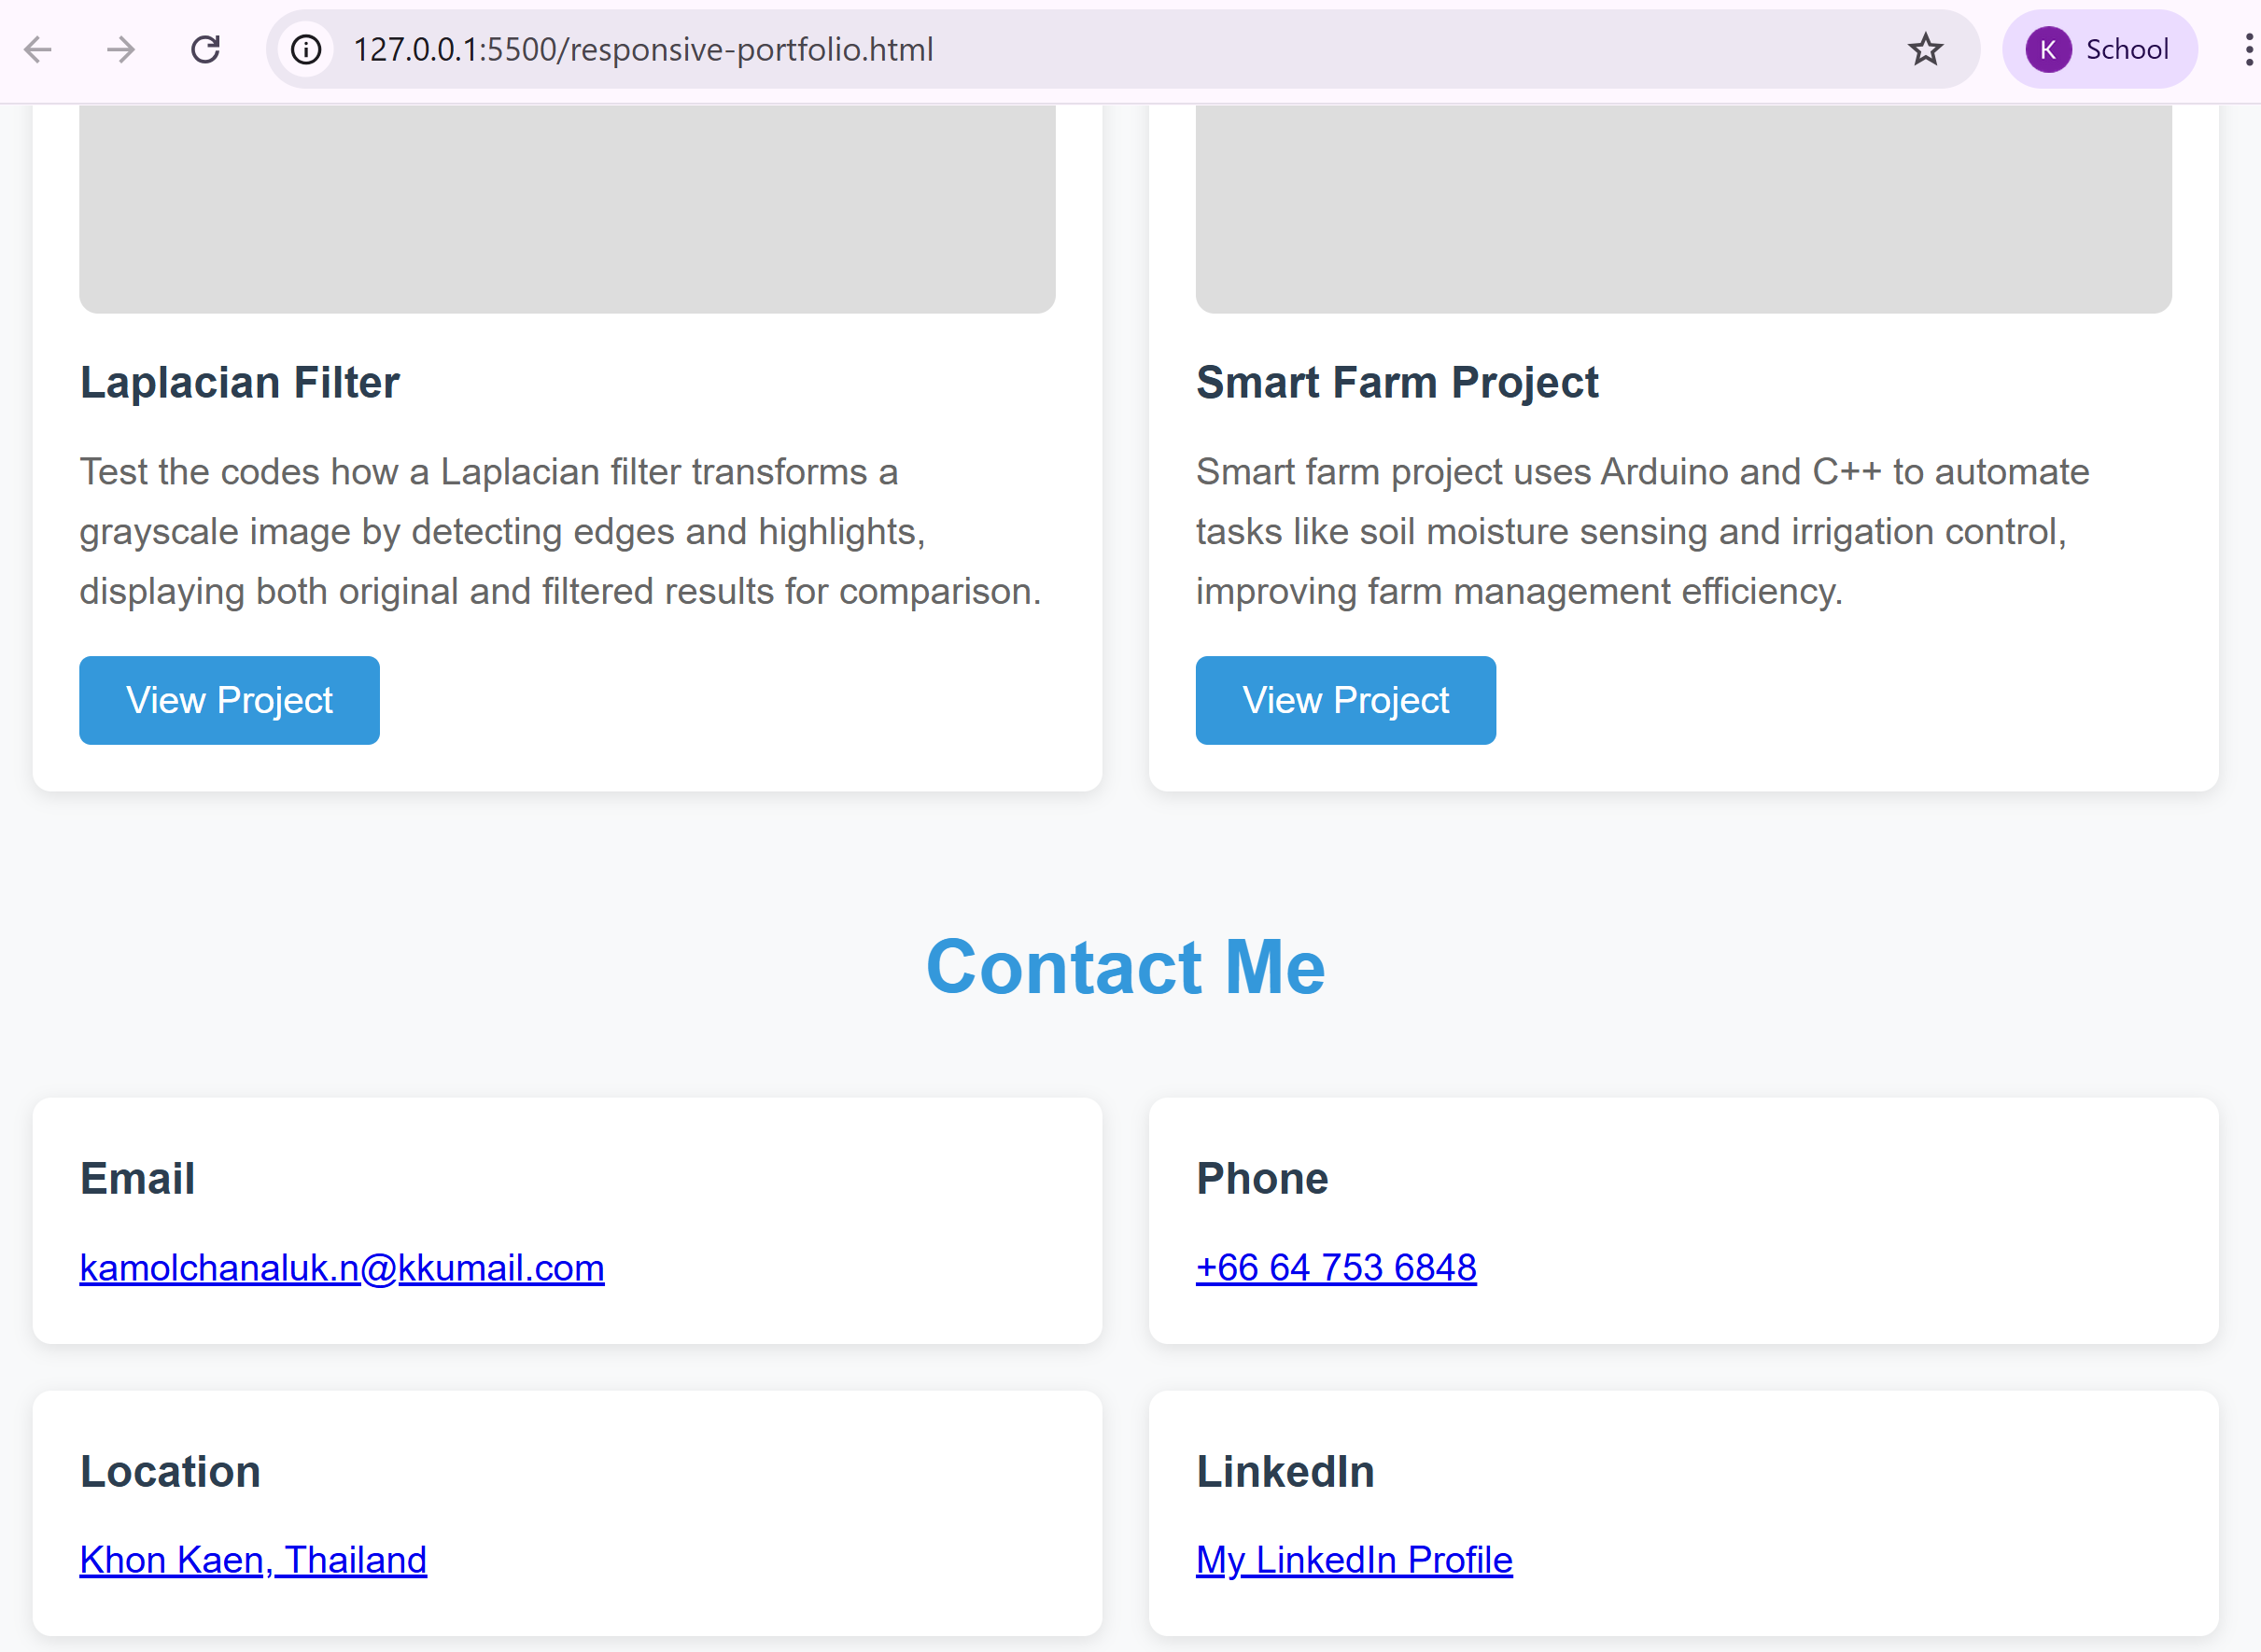 127.0.0.1:5500/responsive-portfolio.html
K School
Laplacian Filter
Test the codes how a Laplacian filter transforms a
grayscale image by detecting edges and highlights,
displaying both original and filtered results for comparison.
View Project
Smart Farm Project
Smart farm project uses Arduino and C++ to automate
tasks like soil moisture sensing and irrigation control,
improving farm management efficiency.
View Project
Contact Me
Email
kamolchanaluk.n@kkumail.com
Phone
+66 64 753 6848
Location
Khon Kaen, Thailand
LinkedIn
My LinkedIn Profile